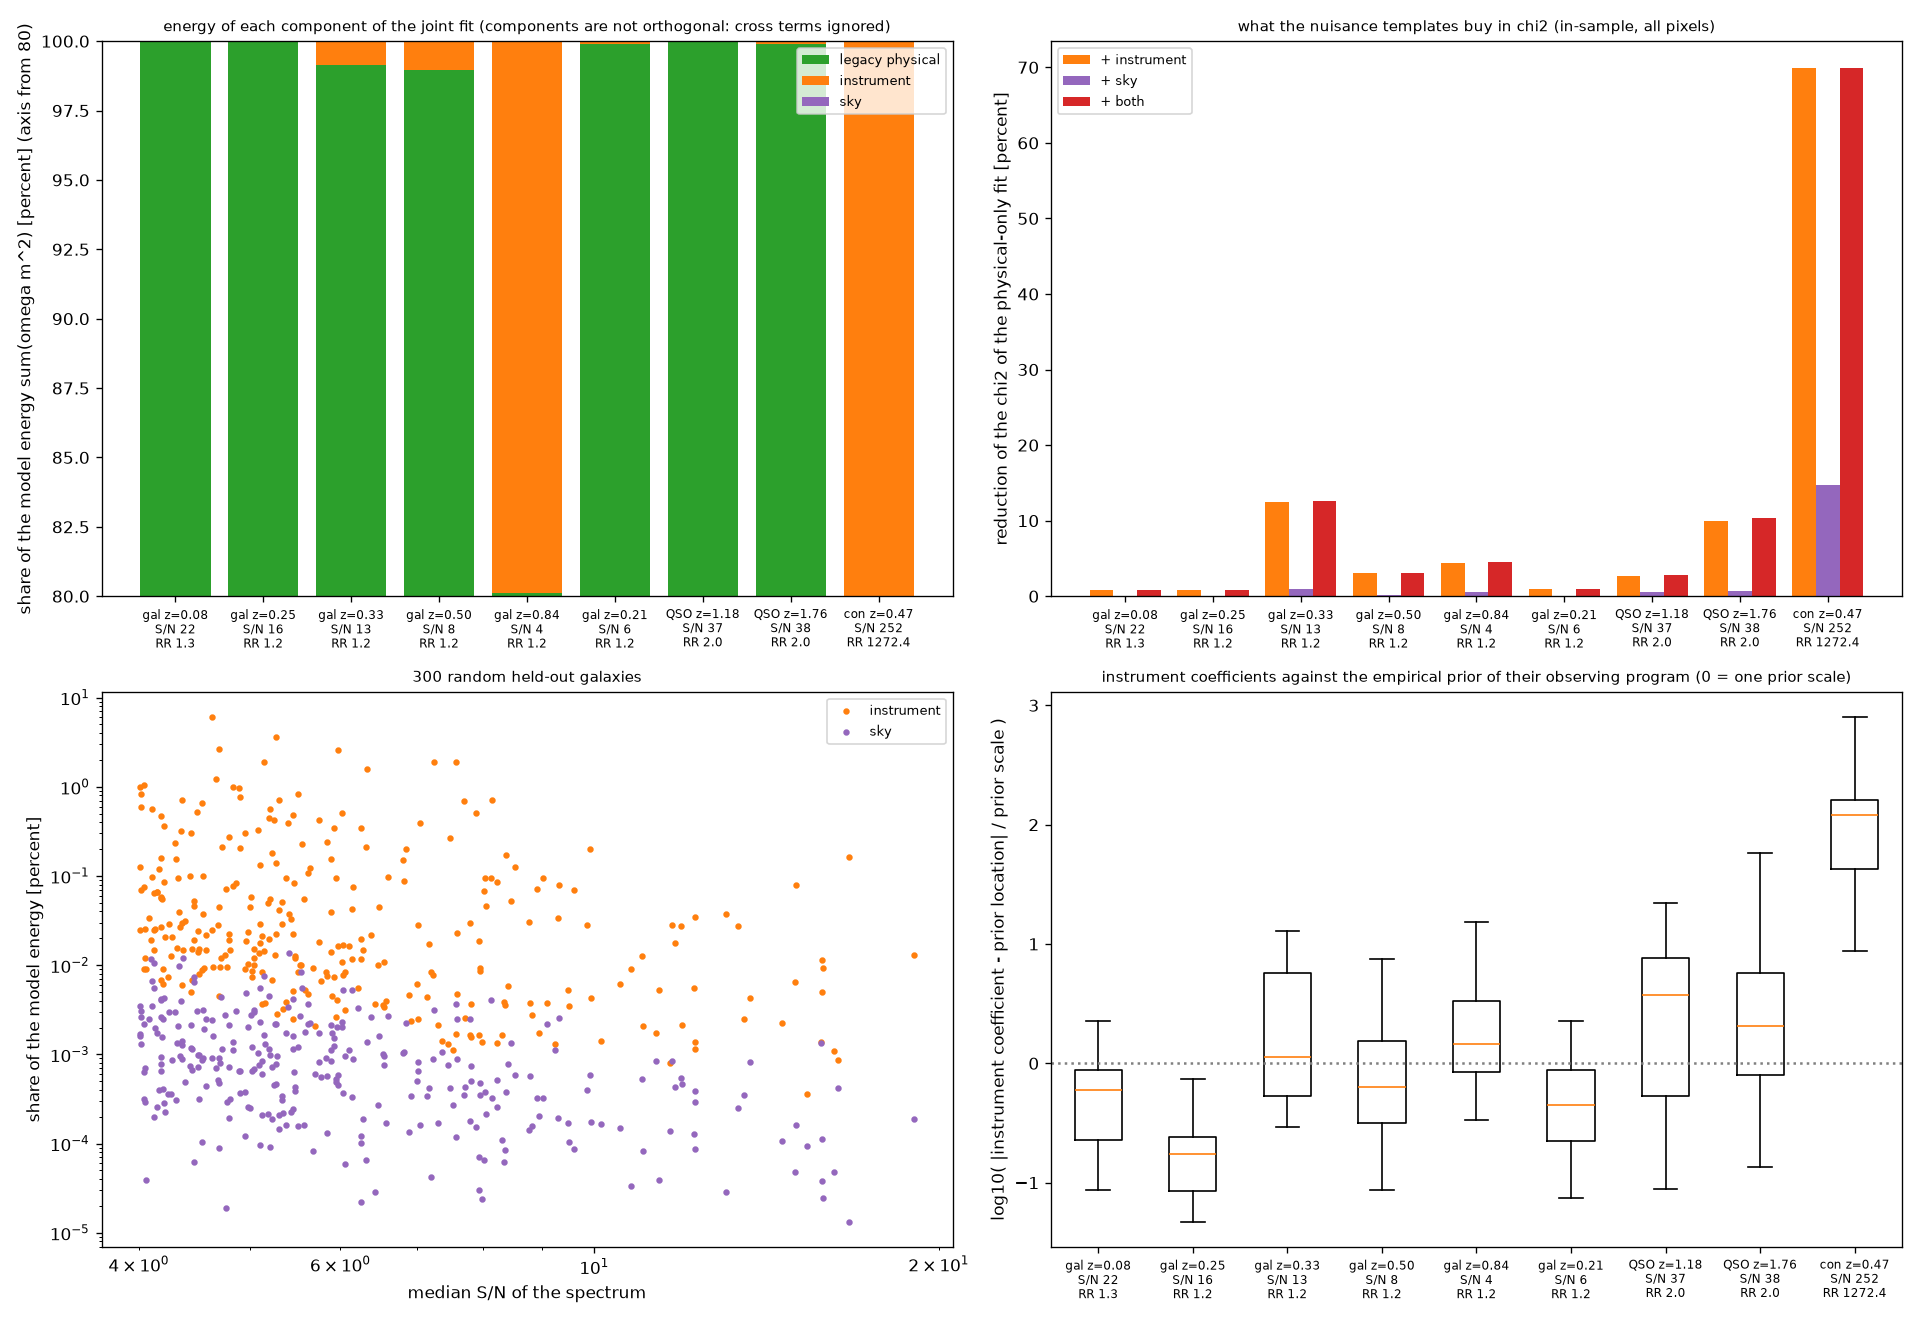 energy of each component of the joint fit (components are not orthogonal: cross terms ignored)
share of the model energy sum(omega m^2) [percent] (axis from 80)
100.0
97.5
95.0
92.5
90.0
87.5
85.0
82.5
80.0
legacy physical
instrument
sky
gal z=0.08
S/N 22
RR 1.3
gal z=0.25
S/N 16
RR 1.2
gal z=0.33
S/N 13
RR 1.2
gal z=0.50
S/N 8
RR 1.2
gal z=0.84
S/N 4
RR 1.2
gal z=0.21
S/N 6
RR 1.2
QSO z=1.18
S/N 37
RR 2.0
QSO z=1.76
S/N 38
RR 2.0
con z=0.47
S/N 252
RR 1272.4
what the nuisance templates buy in chi2 (in-sample, all pixels)
reduction of the chi2 of the physical-only fit [percent]
70
60
50
40
30
20
10
0
+ instrument
+ sky
+ both
gal z=0.08
S/N 22
RR 1.3
gal z=0.25
S/N 16
RR 1.2
gal z=0.33
S/N 13
RR 1.2
gal z=0.50
S/N 8
RR 1.2
gal z=0.84
S/N 4
RR 1.2
gal z=0.21
S/N 6
RR 1.2
QSO z=1.18
S/N 37
RR 2.0
QSO z=1.76
S/N 38
RR 2.0
con z=0.47
S/N 252
RR 1272.4
300 random held-out galaxies
share of the model energy [percent]
10^1
10^0
10^-1
10^-2
10^-3
10^-4
10^-5
instrument
sky
4 × 10^0
6 × 10^0
10^1
2 × 10^1
median S/N of the spectrum
instrument coefficients against the empirical prior of their observing program (0 = one prior scale)
log10( |instrument coefficient - prior location| / prior scale )
3
2
1
0
−1
gal z=0.08
S/N 22
RR 1.3
gal z=0.25
S/N 16
RR 1.2
gal z=0.33
S/N 13
RR 1.2
gal z=0.50
S/N 8
RR 1.2
gal z=0.84
S/N 4
RR 1.2
gal z=0.21
S/N 6
RR 1.2
QSO z=1.18
S/N 37
RR 2.0
QSO z=1.76
S/N 38
RR 2.0
con z=0.47
S/N 252
RR 1272.4